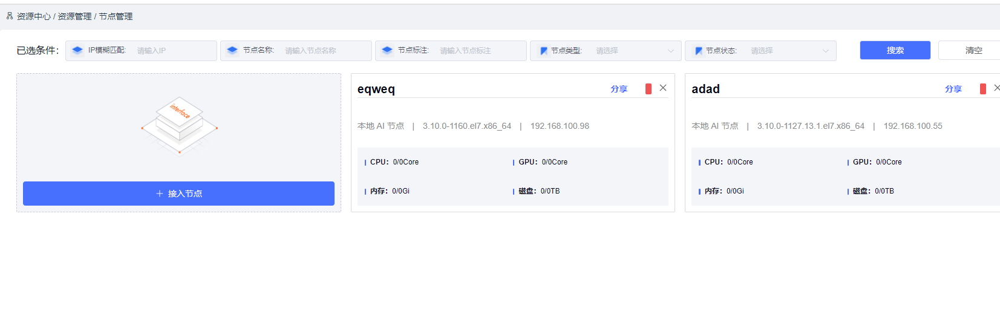 资源中心 / 资源管理 / 节点管理
已选条件： IP模糊匹配: 请输入IP 节点名称: 请输入节点名称 节点标注: 请输入节点标注 节点类型: 请选择 节点状态: 请选择 搜索 清空
interface
接入节点
eqweq 分享
本地 AI 节点 | 3.10.0-1160.el7.x86_64 | 192.168.100.98
CPU：0/0Core GPU：0/0Core
内存：0/0Gi 磁盘：0/0TB
adad 分享
本地 AI 节点 | 3.10.0-1127.13.1.el7.x86_64 | 192.168.100.55
CPU：0/0Core GPU：0/0Core
内存：0/0Gi 磁盘：0/0TB